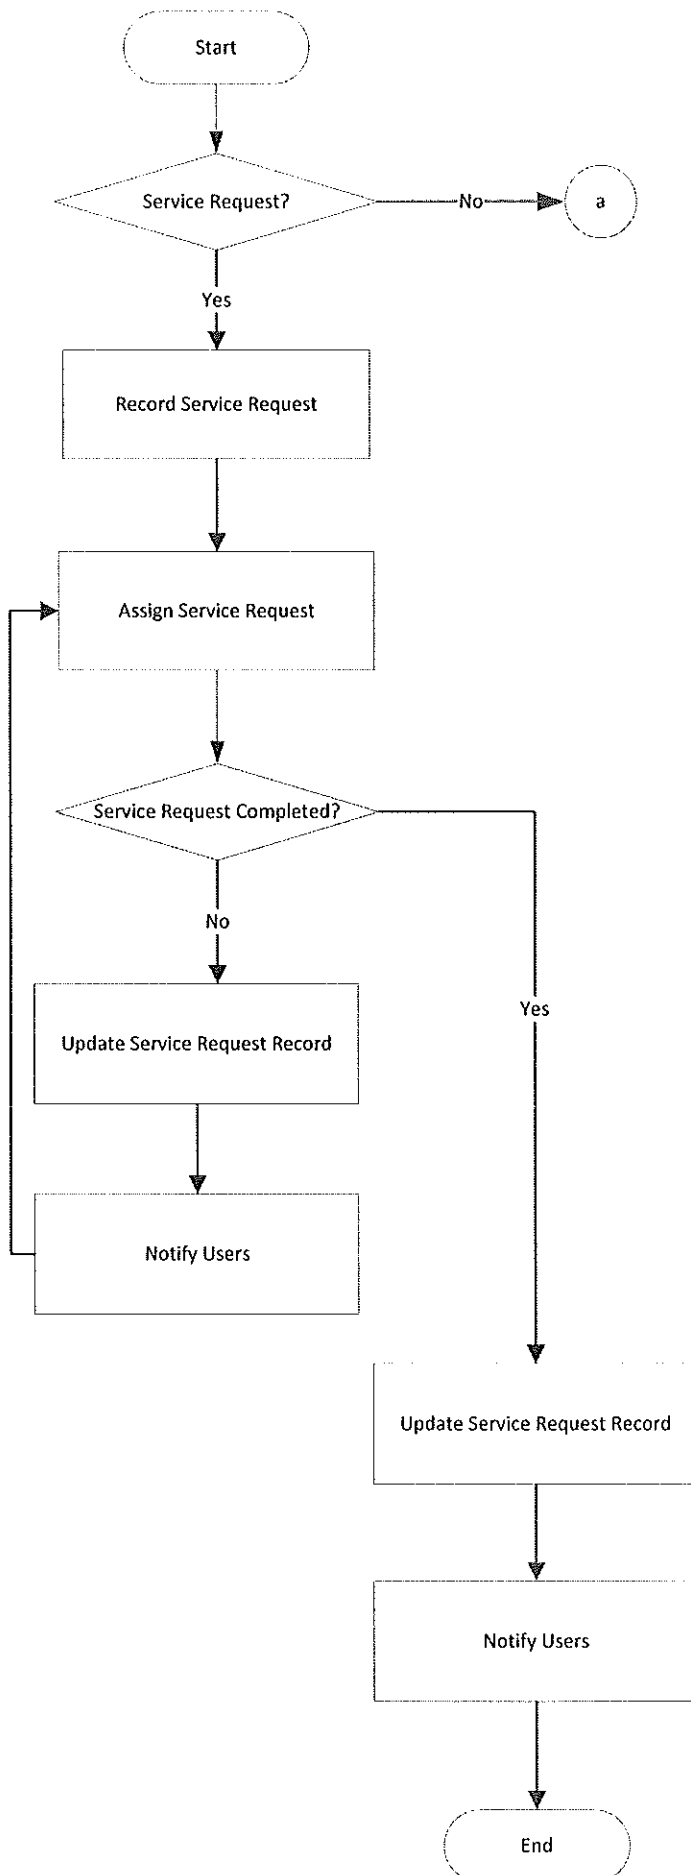 Start
Service Request?
No
a
Yes
Record Service Request
Assign Service Request
Service Request Completed?
No
Yes
Update Service Request Record
Notify Users
Update Service Request Record
Notify Users
End